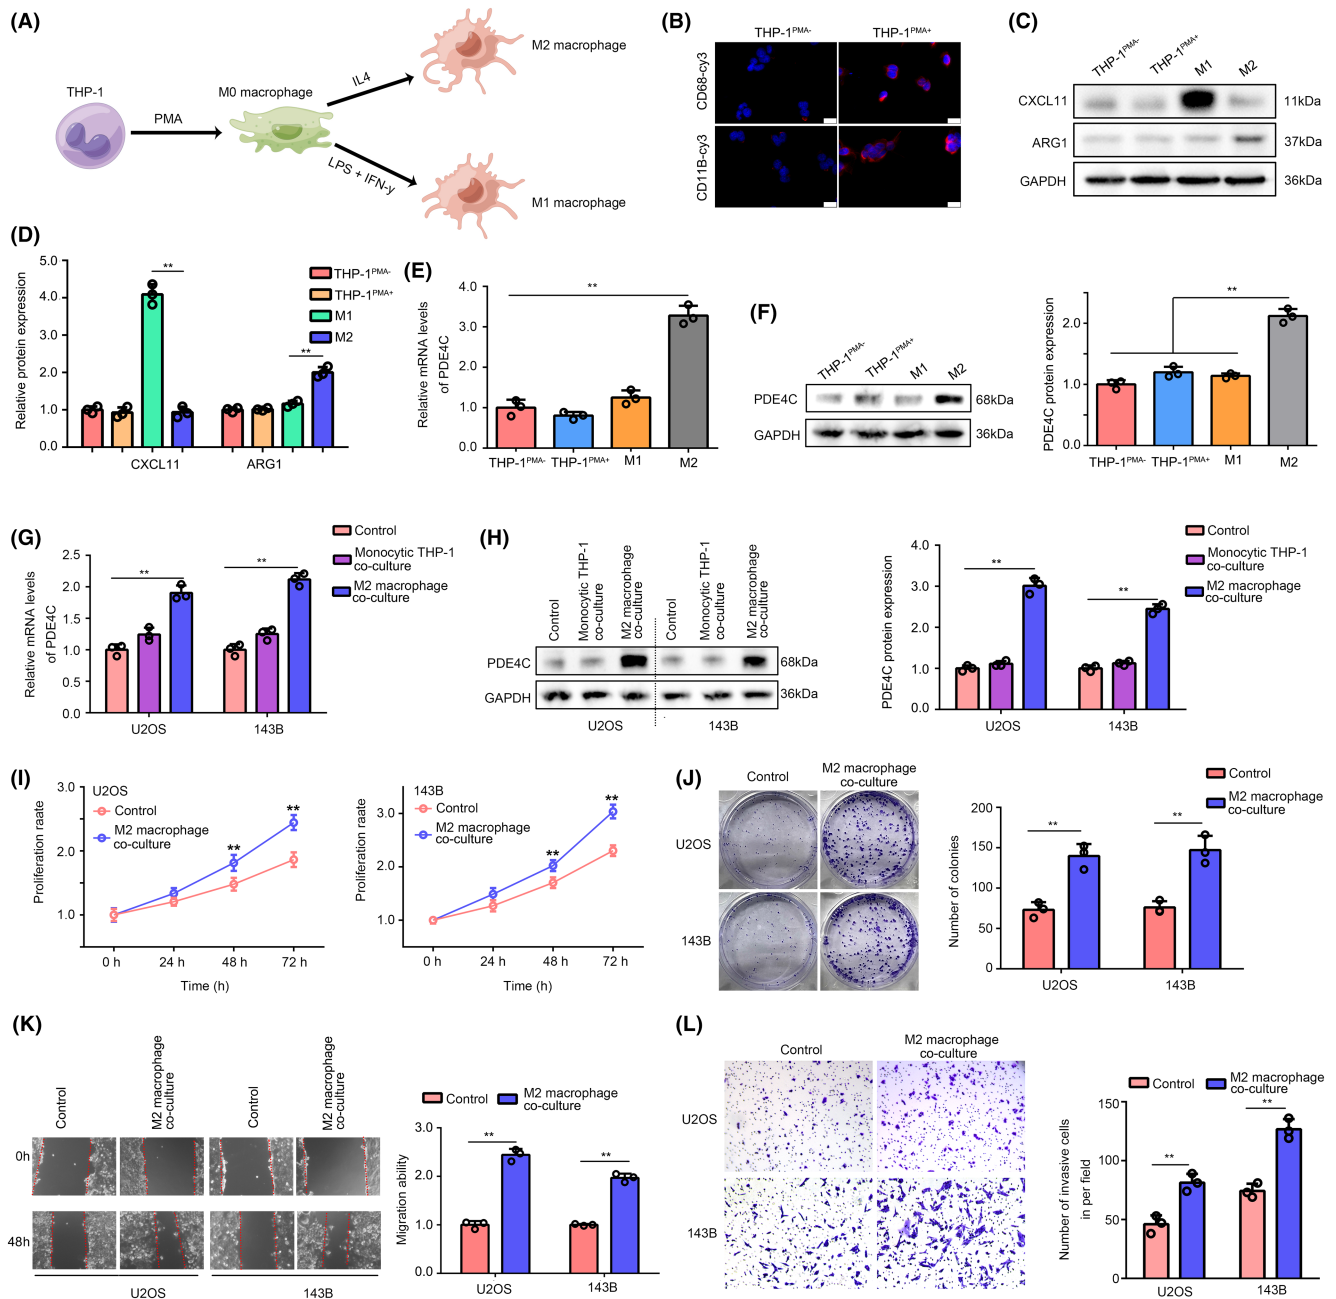 (A)
THP-1
PMA
M0 macrophage
IL4
LPS + IFN-y
M2 macrophage
M1 macrophage
(B)
THP-1PMA-
THP-1PMA+
CD68-cy3
CD11B-cy3
(C)
THP-1PMA-
THP-1PMA+
M1
M2
CXCL11
11kDa
ARG1
37kDa
GAPDH
36kDa
(D)
Relative protein expression
5.0
4.0
3.0
2.0
1.0
0.0
**
**
THP-1PMA-
THP-1PMA+
M1
M2
CXCL11
ARG1
(E)
Relative mRNA levels
of PDE4C
4.0
3.0
2.0
1.0
0.0
**
THP-1PMA-
THP-1PMA+
M1
M2
(F)
THP-1PMA-
THP-1PMA+
M1
M2
PDE4C
68kDa
GAPDH
36kDa
PDE4C protein expression
2.0
1.0
0.0
**
THP-1PMA-
THP-1PMA+
M1
M2
(G)
Control
Monocytic THP-1
co-culture
M2 macrophage
co-culture
Relative mRNA levels
of PDE4C
2.5
2.0
1.5
1.0
0.5
0.0
**
**
U2OS
143B
(H)
Control
Monocytic THP-1
co-culture
M2 macrophage
co-culture
Control
Monocytic THP-1
co-culture
M2 macrophage
co-culture
PDE4C
68kDa
GAPDH
36kDa
U2OS
143B
Control
Monocytic THP-1
co-culture
M2 macrophage
co-culture
PDE4C protein expression
4.0
3.0
2.0
1.0
0.0
**
**
U2OS
143B
(I)
U2OS
Control
M2 macrophage
co-culture
Proliferation raate
3.0
2.0
1.0
**
**
0 h
24 h
48 h
72 h
Time (h)
143B
Control
M2 macrophage
co-culture
Proliferation raate
3.0
2.0
1.0
**
**
0 h
24 h
48 h
72 h
Time (h)
(J)
Control
M2 macrophage
co-culture
U2OS
143B
Control
M2 macrophage
co-culture
Number of colonies
200
150
100
50
0
**
**
U2OS
143B
(K)
Control
M2 macrophage
co-culture
Control
M2 macrophage
co-culture
0h
48h
U2OS
143B
Control
M2 macrophage
co-culture
Migration ability
3.0
2.0
1.0
0.0
**
**
U2OS
143B
(L)
Control
M2 macrophage
co-culture
U2OS
143B
Control
M2 macrophage
co-culture
Number of invasive cells
in per field
150
100
50
0
**
**
U2OS
143B